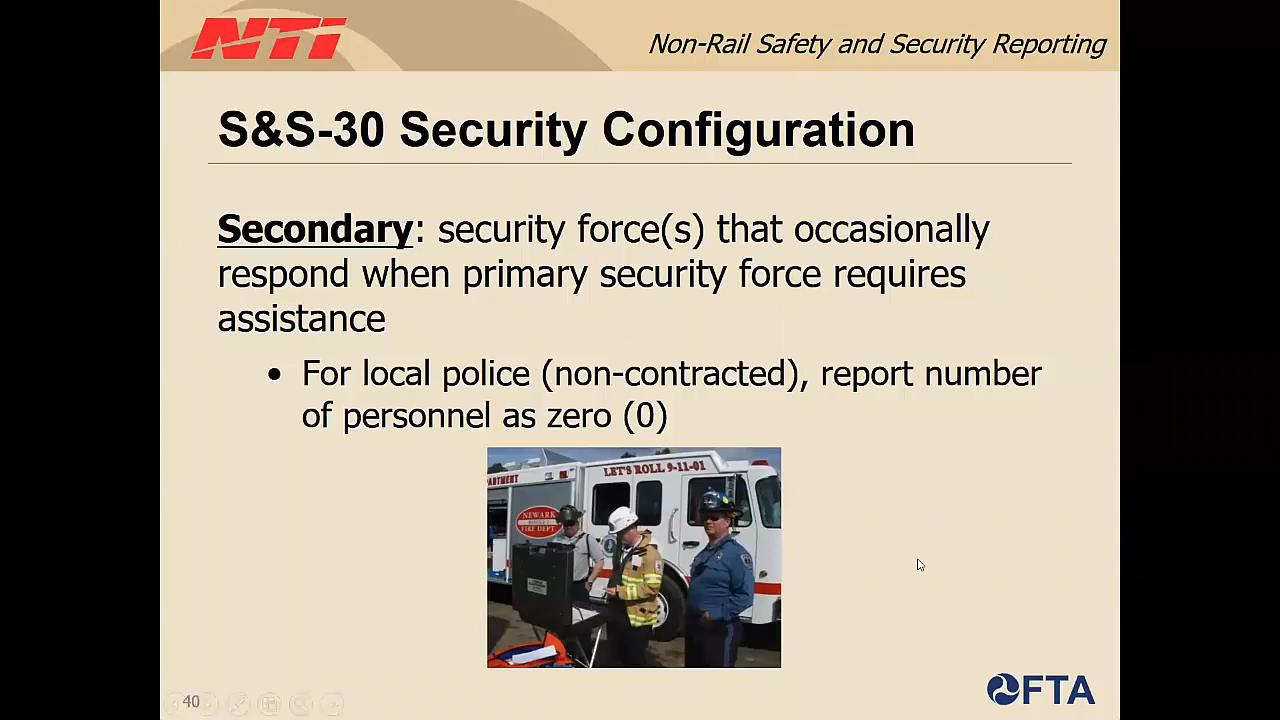 NTI
Non-Rail Safety and Security Reporting
S&S-30 Security Configuration
Secondary: security force(s) that occasionally
respond when primary security force requires
assistance
• For local police (non-contracted), report number
of personnel as zero (0)
LET'S ROLL 9-11-01
NEWARK
FIRE DEPT
40
FTA